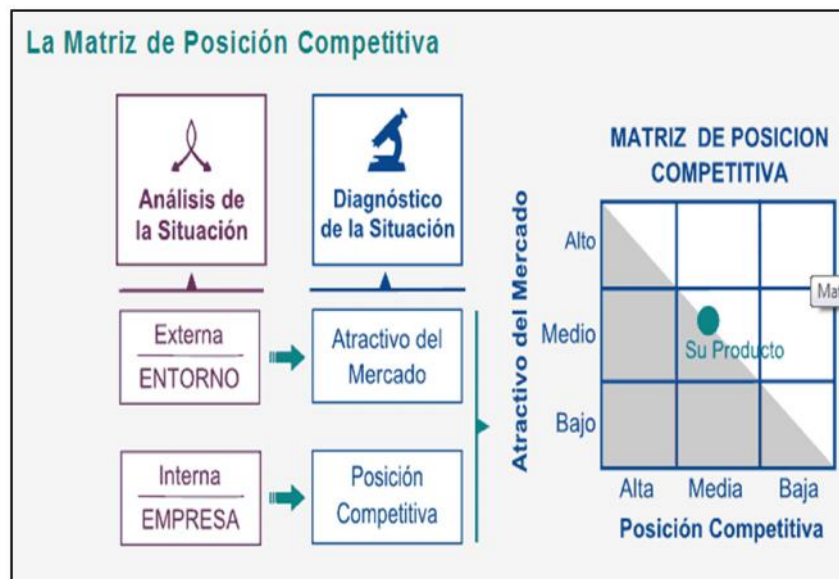 La Matriz de Posición Competitiva
Análisis de
la Situación
Diagnóstico
de la Situación
Externa
ENTORNO
Atractivo del
Mercado
Interna
EMPRESA
Posición
Competitiva
MATRIZ DE POSICION
COMPETITIVA
Atractivo del Mercado
Alto
Medio
Bajo
Su Producto
Alta
Media
Baja
Posición Competitiva